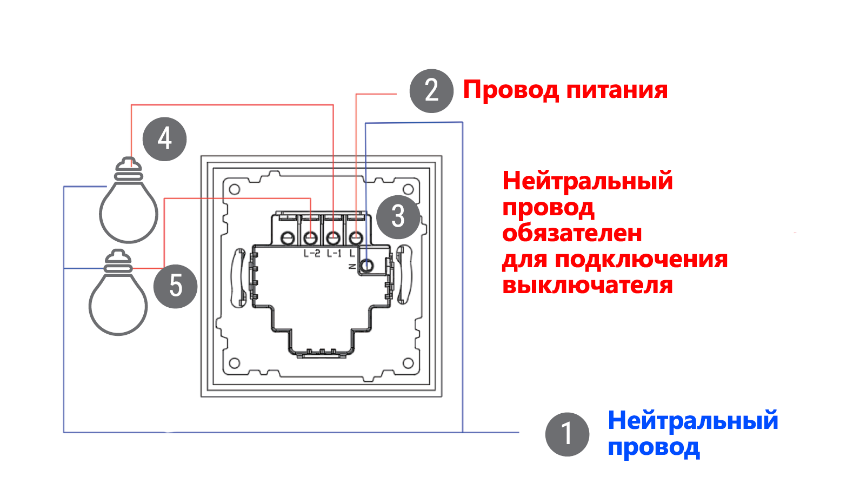 2 Провод питания
4
Нейтральный
провод
обязателен
для подключения
выключателя
3
L-2 L-1 L
N
5
1 Нейтральный
провод